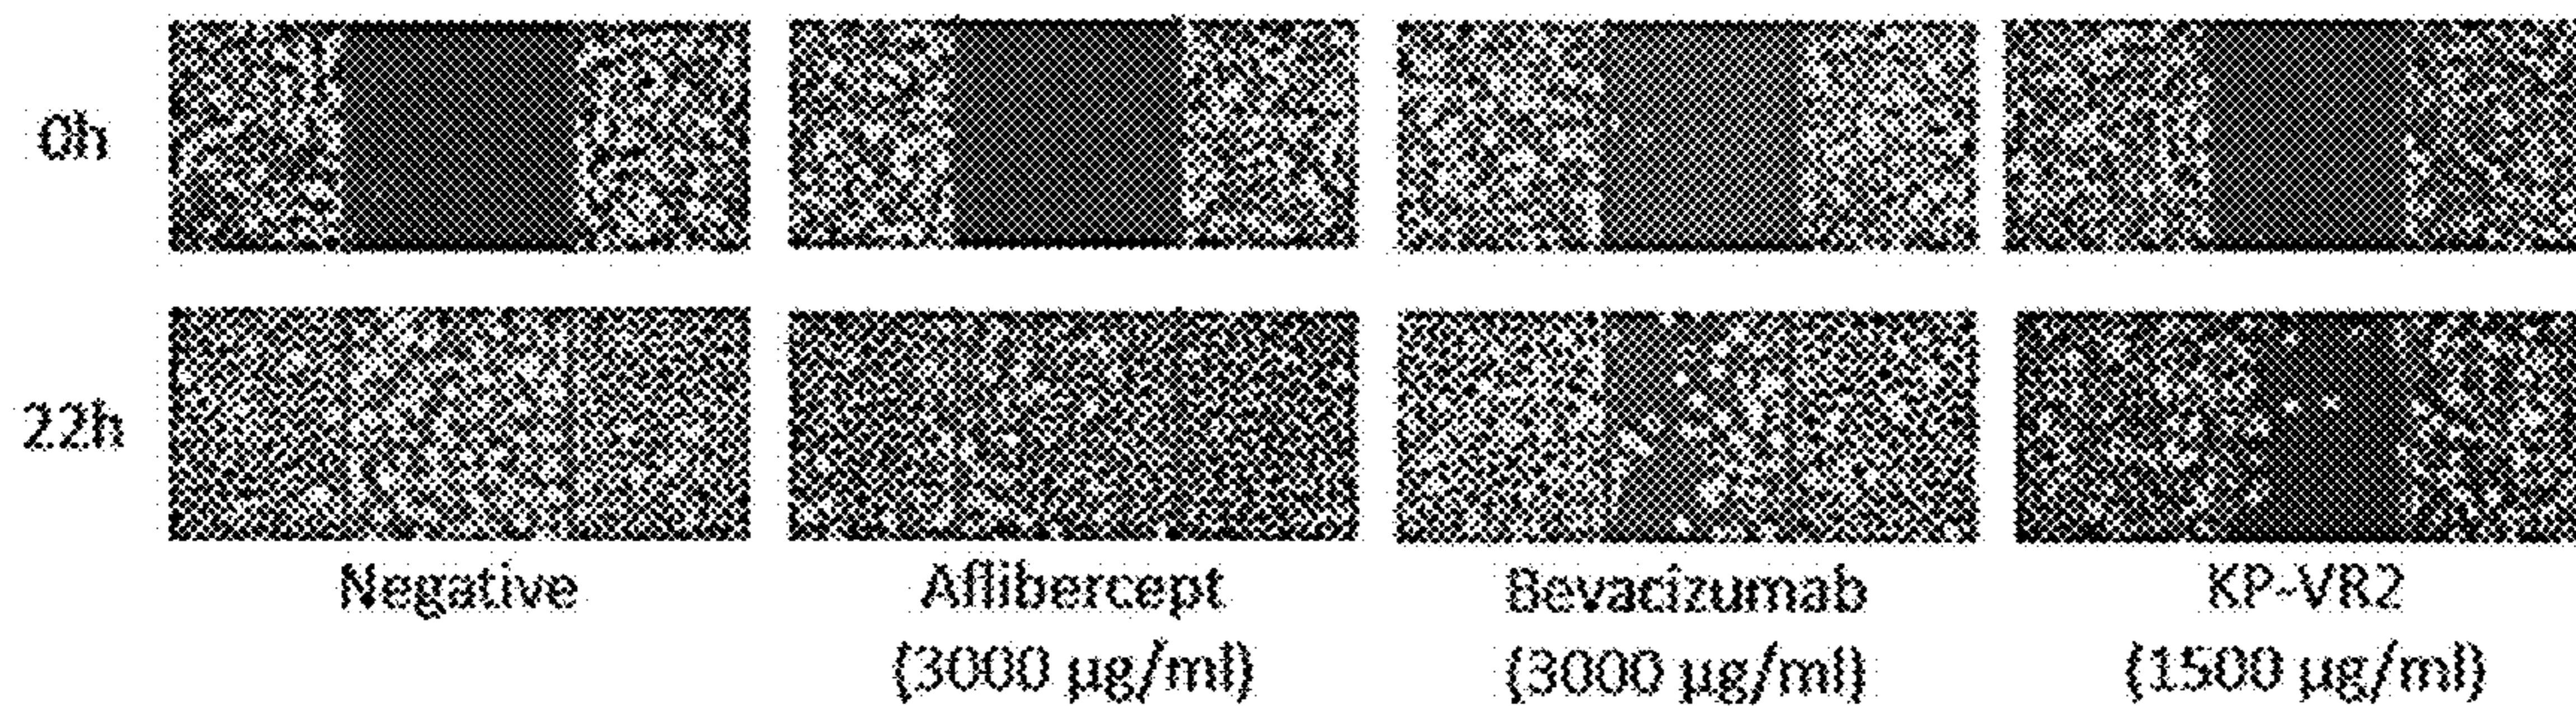 0h
22h
Negative
Aflibercept
(3000 µg/ml)
Bevacizumab
(3000 µg/ml)
KP-VR2
(1500 µg/ml)